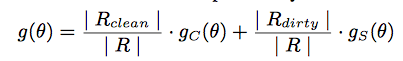 g(θ) = | R_clean | / | R | · g_C(θ) + | R_dirty | / | R | · g_S(θ)